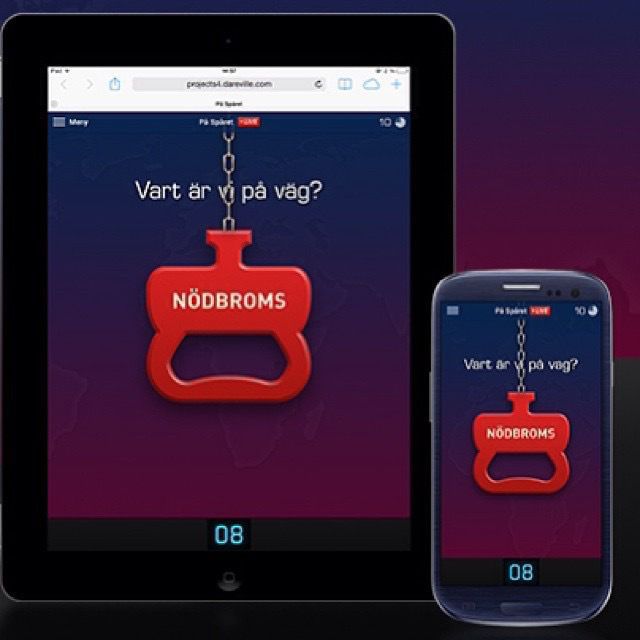 projects4.dareville.com
På Spåret
Meny
På Spåret
LIVE
10
Vart är vi på väg?
NÖDBROMS
08
På Spåret
LIVE
10
Vart är vi på vag?
NÖDBROMS
08